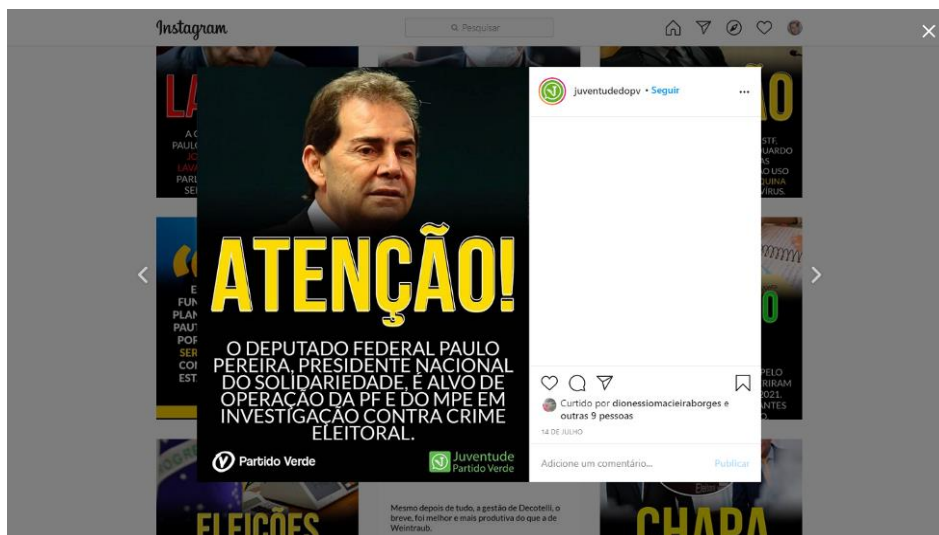 Instagram
Pesquisar
ATENÇÃO!
O DEPUTADO FEDERAL PAULO
PEREIRA, PRESIDENTE NACIONAL
DO SOLIDARIEDADE, É ALVO DE
OPERAÇÃO DA PF E DO MPE EM
INVESTIGAÇÃO CONTRA CRIME
ELEITORAL.
Partido Verde
Juventude
Partido Verde
juventudedopv • Seguir
Curtido por dionessiomacieiraborges e
outras 9 pessoas
14 DE JULHO
Adicione um comentário...
Publicar
ELEIÇÕES
Mesmo depois de tudo, a gestão de Decotelli, o
breve, foi melhor e mais produtiva do que a de
Weintraub.
CHAPA